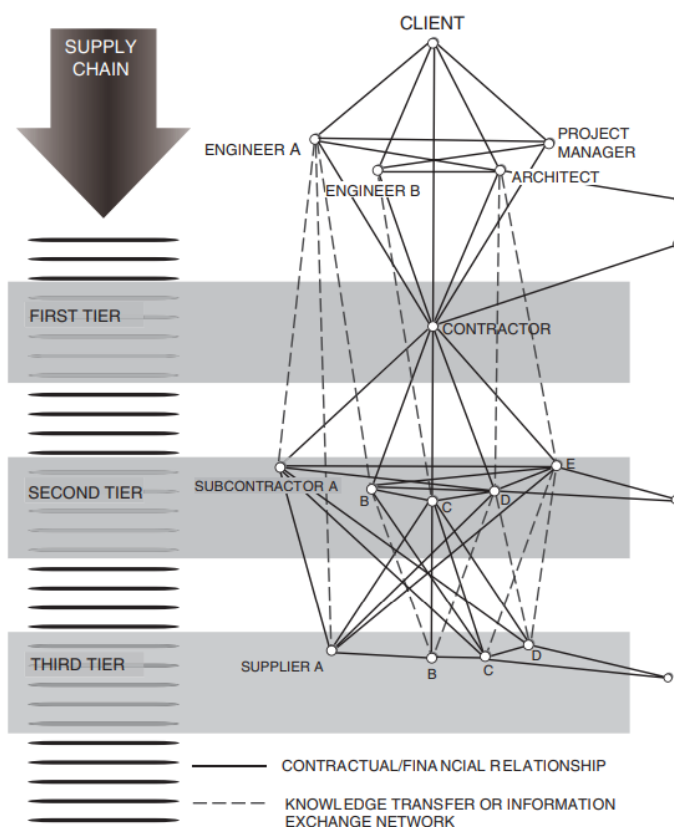 CLIENT
SUPPLY
CHAIN
PROJECT
MANAGER
ENGINEER A
ENGINEER B
ARCHITECT
FIRST TIER
CONTRACTOR
SECOND TIER
SUBCONTRACTOR A
B
C
D
E
THIRD TIER
SUPPLIER A
B
C
D
CONTRACTUAL/FINANCIAL RELATIONSHIP
KNOWLEDGE TRANSFER OR INFORMATION
EXCHANGE NETWORK